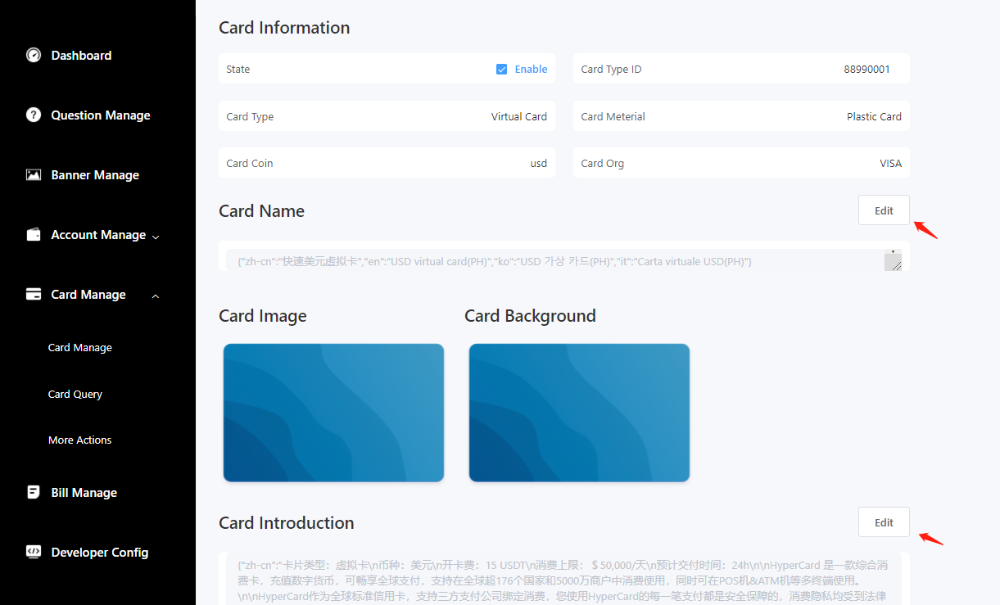 Dashboard
Question Manage
Banner Manage
Account Manage
Card Manage
Card Manage
Card Query
More Actions
Bill Manage
Developer Config
Card Information
State Enable
Card Type ID 88990001
Card Type Virtual Card
Card Meterial Plastic Card
Card Coin usd
Card Org VISA
Card Name Edit
{"zh-cn":"快速美元虚拟卡","en":"USD virtual card(PH)","ko":"USD 가상 카드(PH)","it":"Carta virtuale USD(PH)"}
Card Image
Card Background
Card Introduction Edit
{"zh-cn":"卡片类型：虚拟卡\n币种：美元\n开卡费：15 USDT\n消费上限：＄50,000/天\n预计交付时间：24h\n\nHyperCard 是一款综合消
费卡，充值数字货币，可畅享全球支付，支持在全球超176个国家和5000万商户中消费使用，同时可在POS机&ATM机等多终端使用。
\n\nHyperCard作为全球标准信用卡，支持三方支付公司绑定消费，您使用HyperCard的每一笔支付都是安全保障的，消费隐私均受到法律